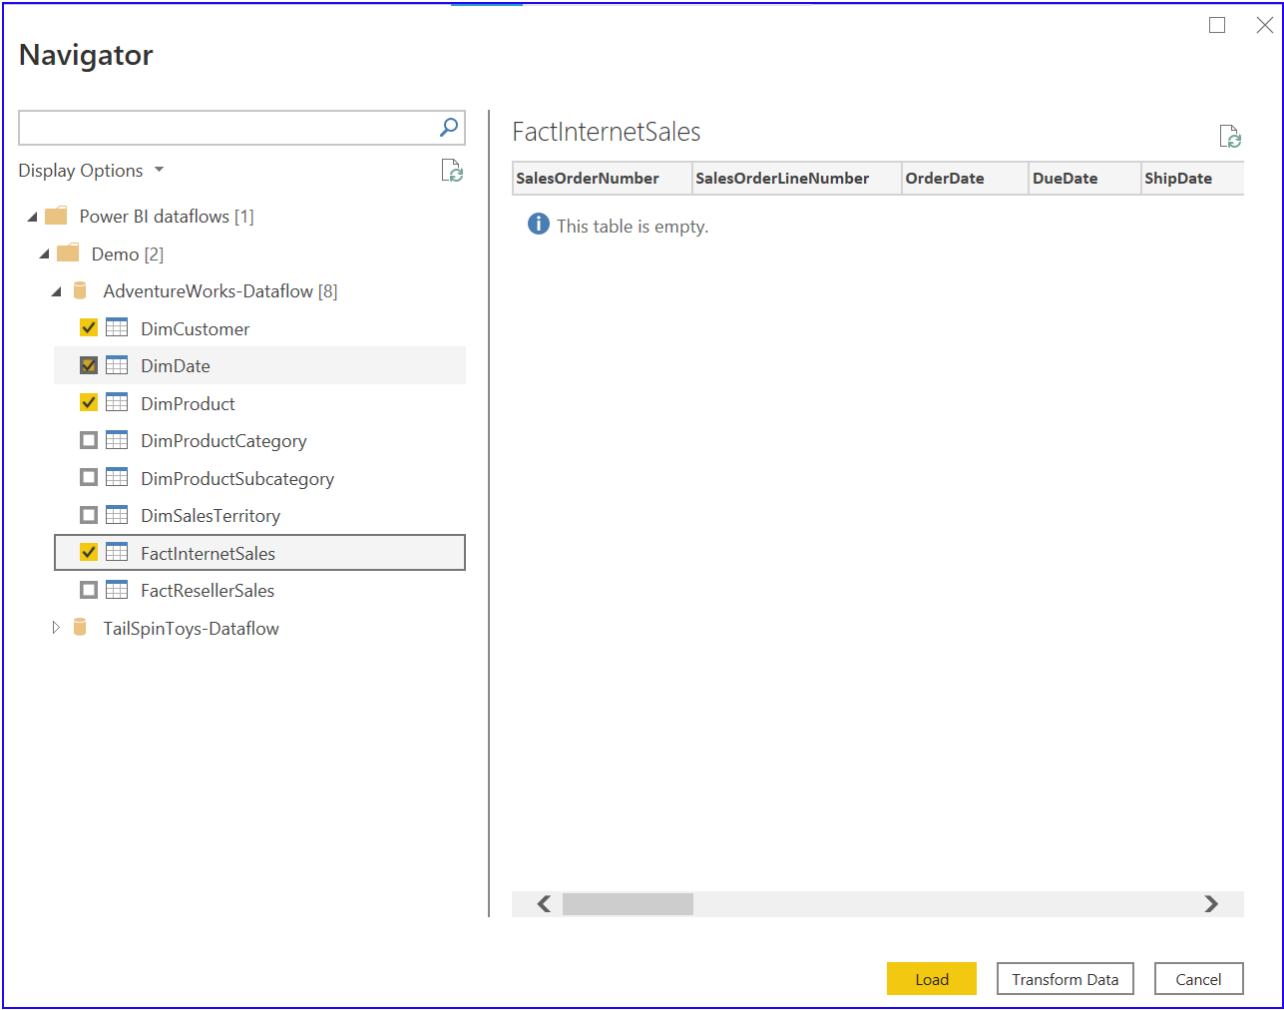 Navigator
Display Options
Power BI dataflows [1]
Demo [2]
AdventureWorks-Dataflow [8]
DimCustomer
DimDate
DimProduct
DimProductCategory
DimProductSubcategory
DimSalesTerritory
FactInternetSales
FactResellerSales
TailSpinToys-Dataflow
FactInternetSales
SalesOrderNumber SalesOrderLineNumber OrderDate DueDate ShipDate
This table is empty.
Load Transform Data Cancel